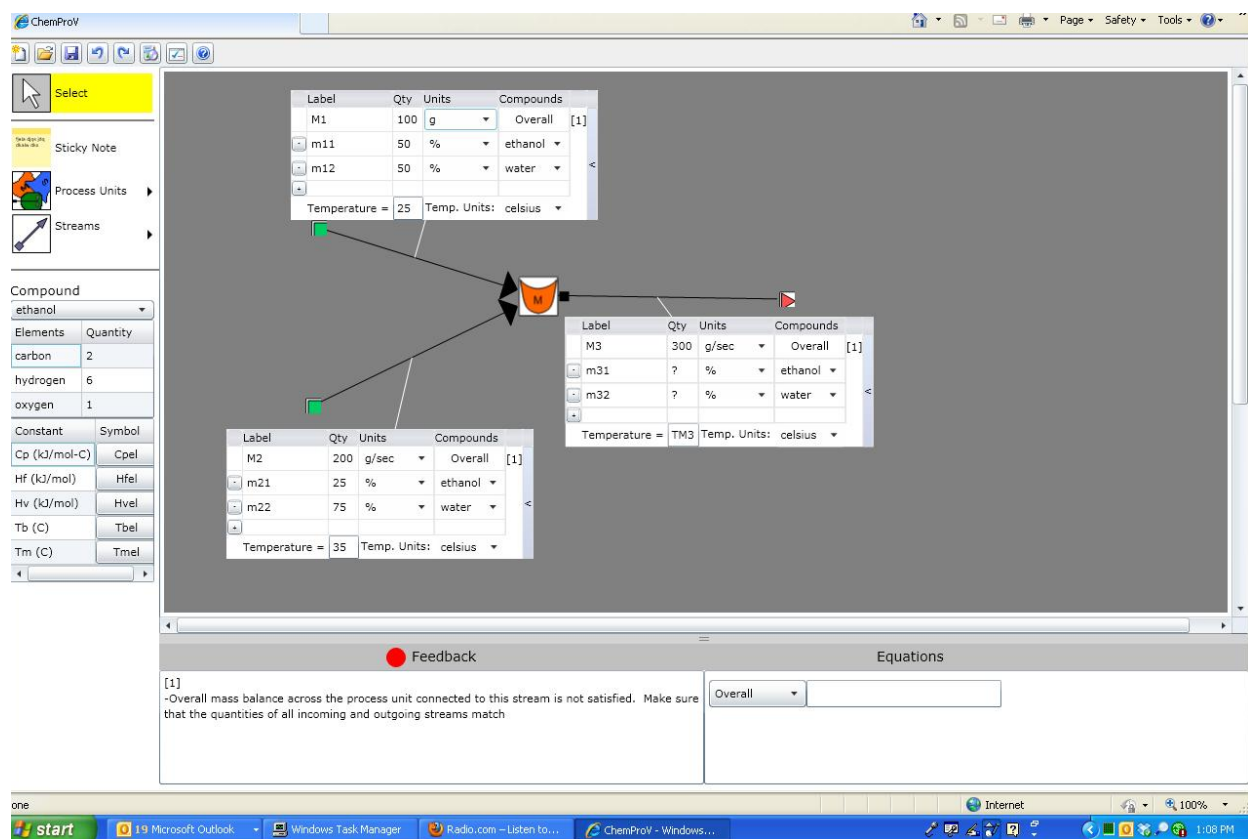 ChemProV
Page Safety Tools
Select
Sticky Note
Process Units
Streams
Compound
ethanol
Elements Quantity
carbon 2
hydrogen 6
oxygen 1
Constant Symbol
Cp (kJ/mol-C) Cpel
Hf (kJ/mol) Hfel
Hv (kJ/mol) Hvel
Tb (C) Tbel
Tm (C) Tmel
Label Qty Units Compounds
M1 100 g Overall [1]
- m11 50 % ethanol
- m12 50 % water <
+
Temperature = 25 Temp. Units: celsius
M
Label Qty Units Compounds
M3 300 g/sec Overall [1]
- m31 ? % ethanol
- m32 ? % water <
+
Temperature = TM3 Temp. Units: celsius
Label Qty Units Compounds
M2 200 g/sec Overall [1]
- m21 25 % ethanol
- m22 75 % water <
+
Temperature = 35 Temp. Units: celsius
Feedback
[1]
-Overall mass balance across the process unit connected to this stream is not satisfied. Make sure
that the quantities of all incoming and outgoing streams match
Equations
Overall
one
Internet
100%
start
19 Microsoft Outlook
Windows Task Manager
Radio.com – Listen to...
ChemProV - Windows...
1:08 PM